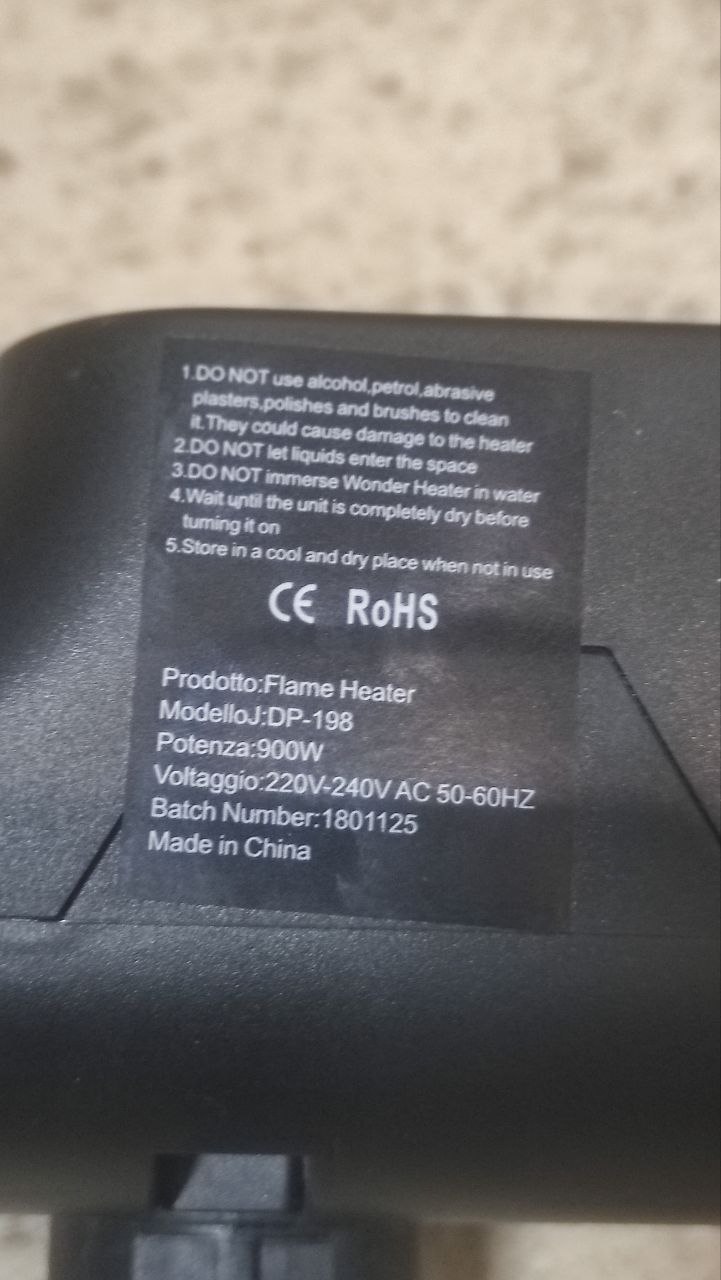 1.DO NOT use alcohol,petrol,abrasive
plasters,polishes and brushes to clean
it.They could cause damage to the heater
2.DO NOT let liquids enter the space
3.DO NOT immerse Wonder Heater in water
4.Wait until the unit is completely dry before
turning it on
5.Store in a cool and dry place when not in use
CE RoHS
Prodotto:Flame Heater
ModelloJ:DP-198
Potenza:900W
Voltaggio:220V-240V AC 50-60HZ
Batch Number:1801125
Made in China